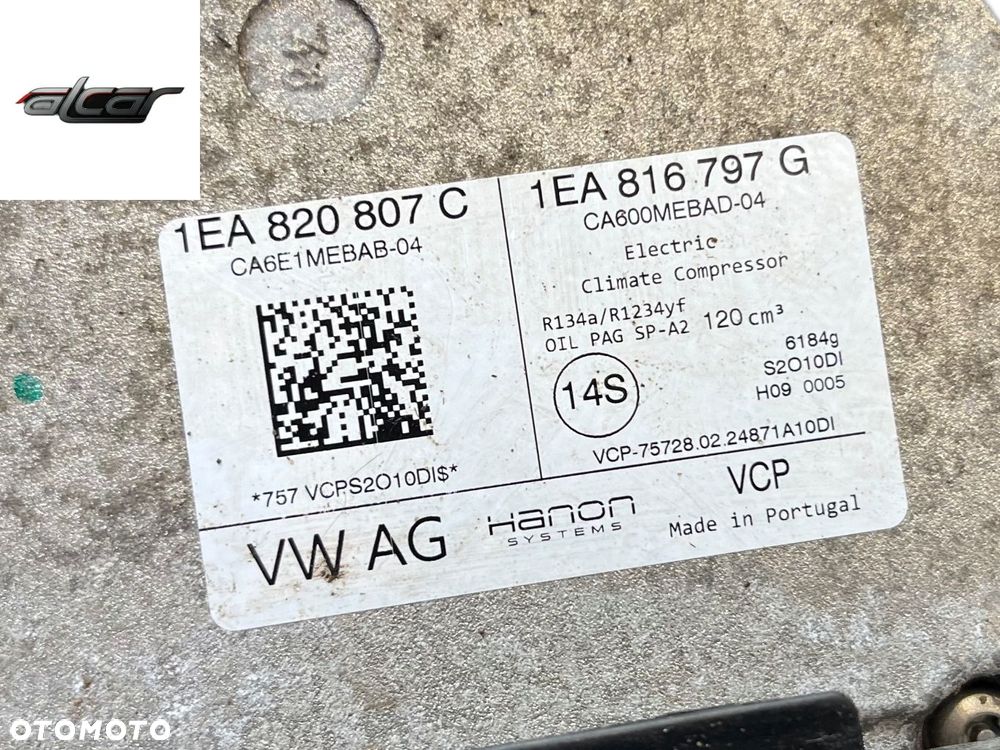 alcar
1EA 820 807 C
CA6E1MEBAB-04
*757 VCPS2O10DI$*
1EA 816 797 G
CA600MEBAD-04
Electric
Climate Compressor
R134a/R1234yf
OIL PAG SP-A2 120 cm³
14S
6184g
S2O10DI
H09 0005
VCP-75728.02.24871A10DI
VW AG
Hanon
SYSTEMS
VCP
Made in Portugal
OTOMOTO